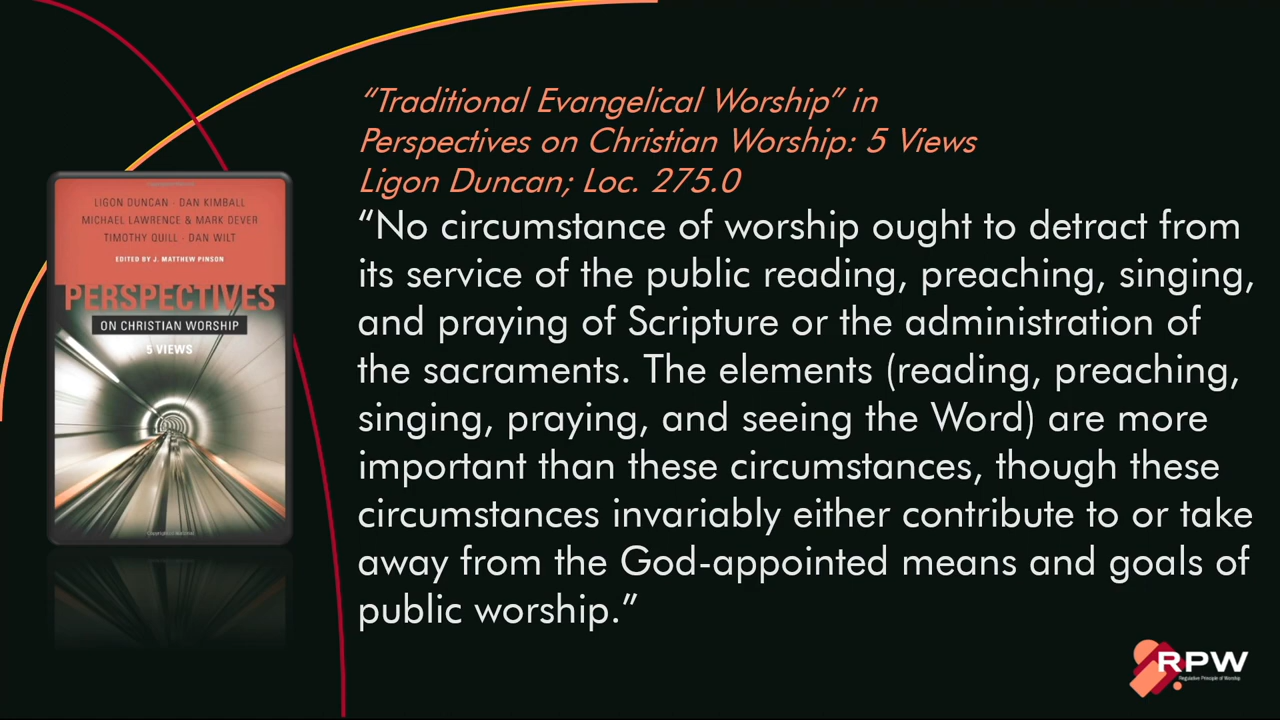 “Traditional Evangelical Worship” in
Perspectives on Christian Worship: 5 Views
Ligon Duncan; Loc. 275.0
“No circumstance of worship ought to detract from
its service of the public reading, preaching, singing,
and praying of Scripture or the administration of
the sacraments. The elements (reading, preaching,
singing, praying, and seeing the Word) are more
important than these circumstances, though these
circumstances invariably either contribute to or take
away from the God-appointed means and goals of
public worship.”
LIGON DUNCAN · DAN KIMBALL
MICHAEL LAWRENCE & MARK DEVER
TIMOTHY QUILL · DAN WILT
EDITED BY J. MATTHEW PINSON
PERSPECTIVES
ON CHRISTIAN WORSHIP
5 VIEWS
RPW
Regulative Principle of Worship